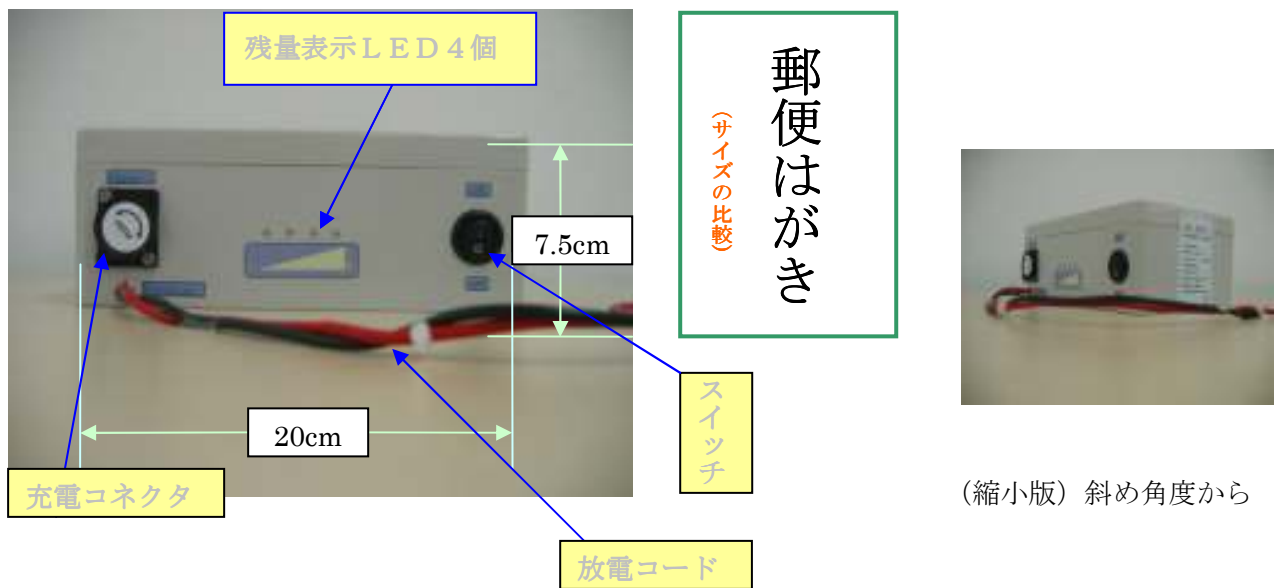 残量表示ＬＥＤ４個
郵便はがき
（サイズの比較）
7.5cm
スイッチ
20cm
充電コネクタ
（縮小版）斜め角度から
放電コード